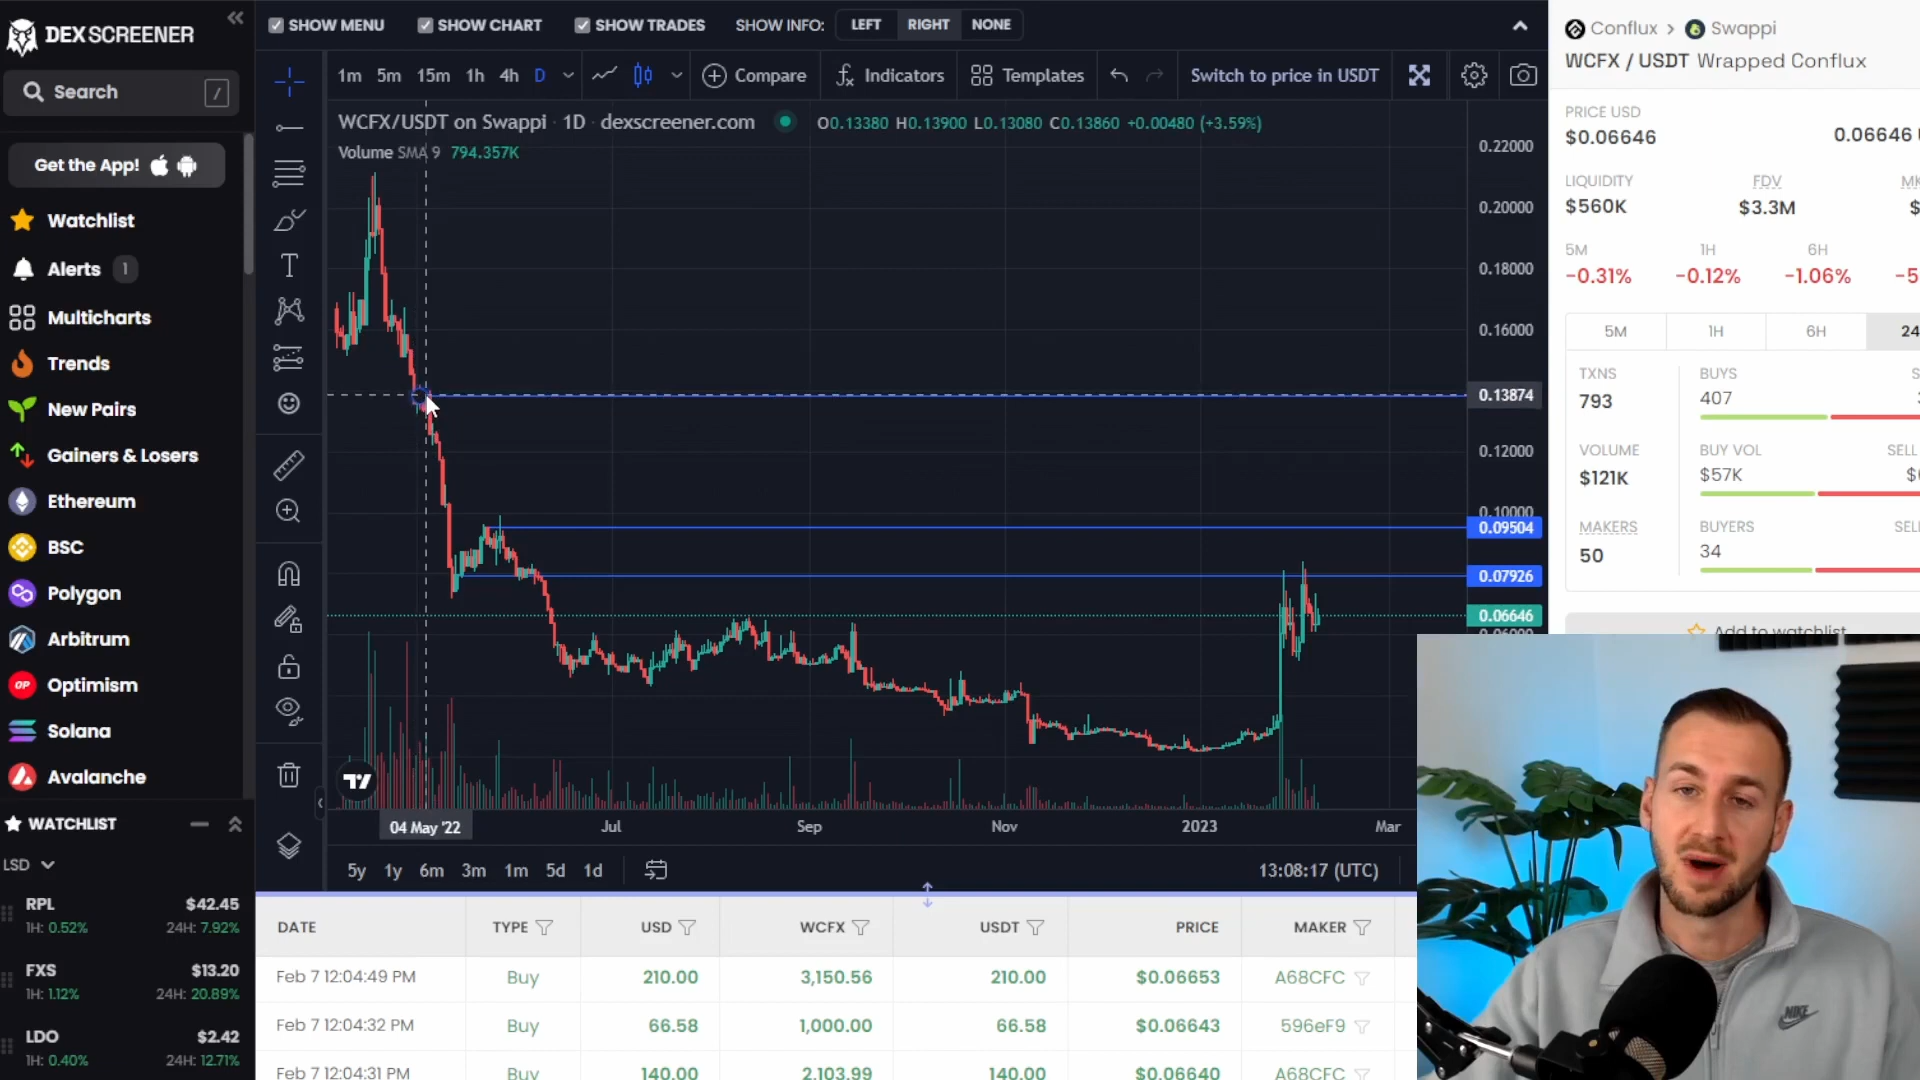 DEX SCREENER
Search /
Get the App!
Watchlist
Alerts 1
Multicharts
Trends
New Pairs
Gainers & Losers
Ethereum
BSC
Polygon
Arbitrum
OP Optimism
Solana
Avalanche
WATCHLIST
LSD
RPL $42.45
1H: 0.52% 24H: 7.92%
FXS $13.20
1H: 1.12% 24H: 20.89%
LDO $2.42
1H: 0.40% 24H: 12.71%
SHOW MENU SHOW CHART SHOW TRADES SHOW INFO: LEFT RIGHT NONE
1m 5m 15m 1h 4h D Compare Indicators Templates Switch to price in USDT
WCFX/USDT on Swappi · 1D · dexscreener.com O0.13380 H0.13900 L0.13080 C0.13860 +0.00480 (+3.59%)
Volume SMA 9 794.357K
0.22000
0.20000
0.18000
0.16000
0.13874
0.12000
0.10000
0.09504
0.07926
0.06646
04 May '22 Jul Sep Nov 2023 Mar
5y 1y 6m 3m 1m 5d 1d 13:08:17 (UTC)
DATE TYPE USD WCFX USDT PRICE MAKER
Feb 7 12:04:49 PM Buy 210.00 3,150.56 210.00 $0.06653 A68CFC
Feb 7 12:04:32 PM Buy 66.58 1,000.00 66.58 $0.06643 596eF9
Feb 7 12:04:31 PM Buy 140.00 2,103.99 140.00 $0.06640 A68CFC
Conflux > Swappi
WCFX / USDT Wrapped Conflux
PRICE USD
$0.06646 0.06646
LIQUIDITY FDV
$560K $3.3M
5M 1H 6H
-0.31% -0.12% -1.06% -5
5M 1H 6H 24
TXNS BUYS
793 407
VOLUME BUY VOL SELL
$121K $57K
MAKERS BUYERS SELL
50 34
Add to watchlist
NIKE